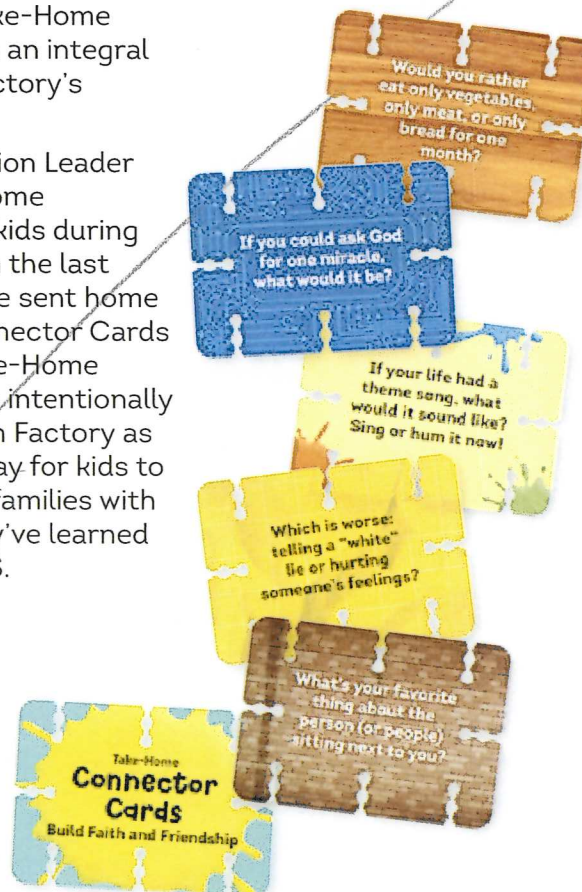 ke-Home
an integral
ctory's
ion Leader
ome
kids during
the last
e sent home
nector Cards
e-Home
intentionally
n Factory as
ay for kids to
families with
y've learned
S.
Would you rather
eat only vegetables,
only meat, or only
bread for one
month?
If you could ask God
for one miracle,
what would it be?
If your life had a
theme song, what
would it sound like?
Sing or hum it now!
Which is worse:
telling a "white"
lie or hurting
someone's feelings?
What's your favorite
thing about the
person (or people)
sitting next to you?
Take-Home
Connector
Cards
Build Faith and Friendship